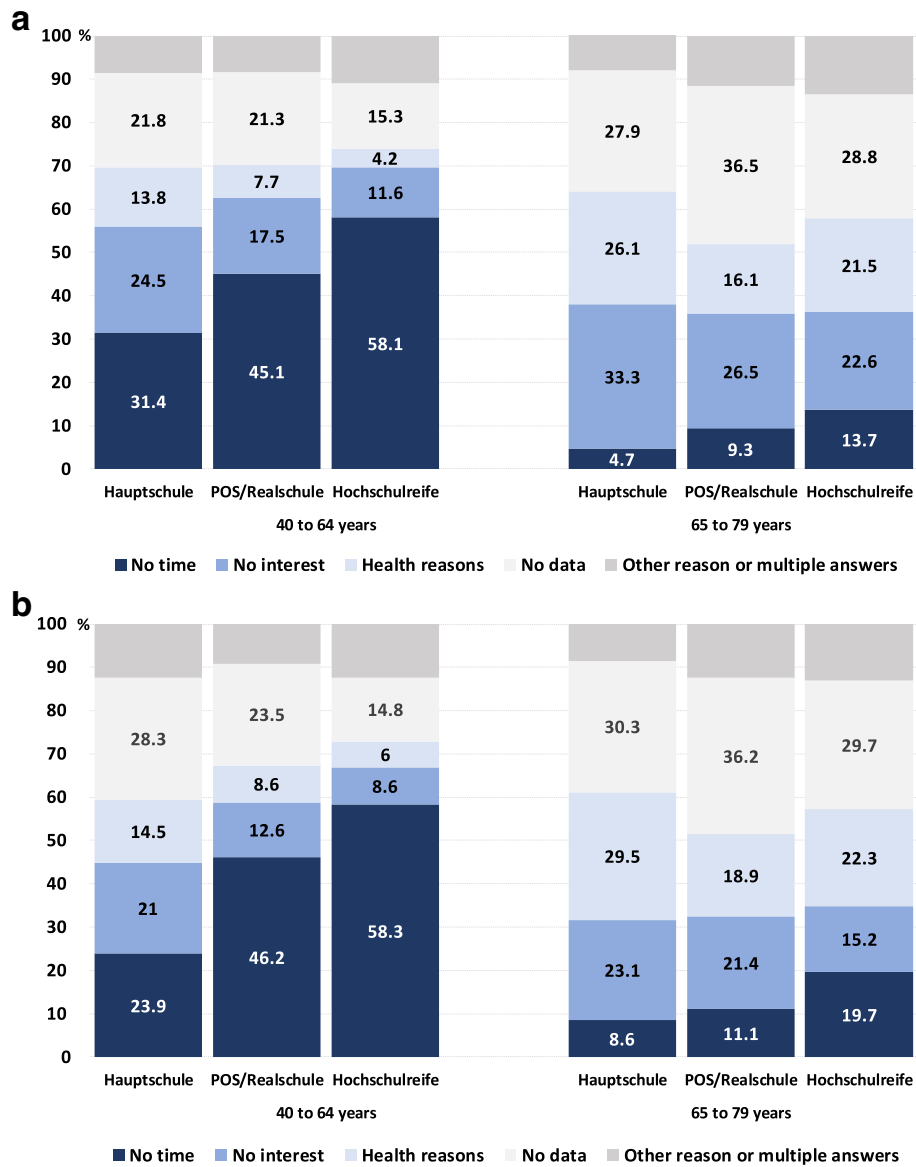 a
100 %
90
80
70
60
50
40
30
20
10
0
21.8 21.3 15.3 27.9 36.5 28.8
13.8 7.7 4.2 26.1 16.1 21.5
24.5 17.5 11.6 33.3 26.5 22.6
31.4 45.1 58.1 4.7 9.3 13.7
Hauptschule POS/Realschule Hochschulreife Hauptschule POS/Realschule Hochschulreife
40 to 64 years 65 to 79 years
No time No interest Health reasons No data Other reason or multiple answers
b
100 %
90
80
70
60
50
40
30
20
10
0
28.3 23.5 14.8 30.3 36.2 29.7
14.5 8.6 6 29.5 18.9 22.3
21 12.6 8.6 23.1 21.4 15.2
23.9 46.2 58.3 8.6 11.1 19.7
Hauptschule POS/Realschule Hochschulreife Hauptschule POS/Realschule Hochschulreife
40 to 64 years 65 to 79 years
No time No interest Health reasons No data Other reason or multiple answers